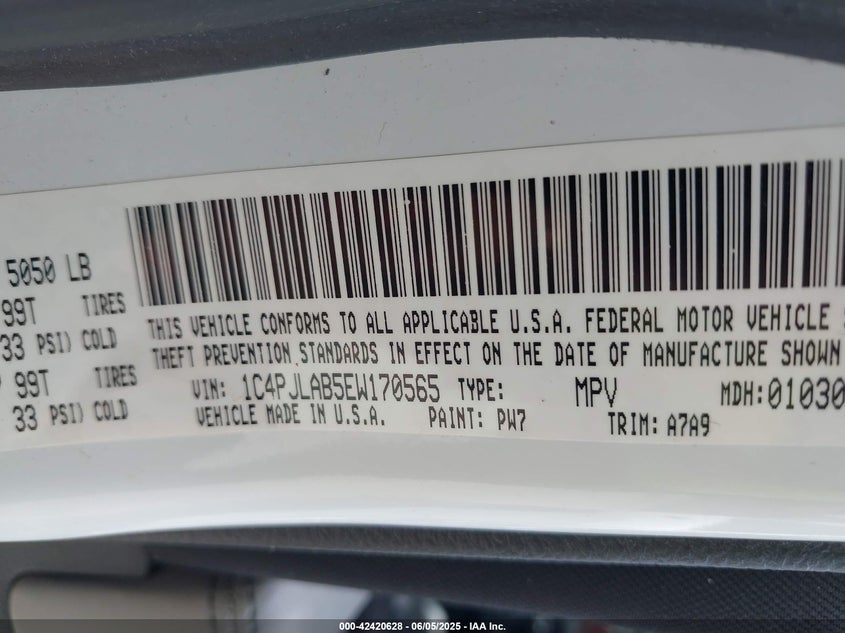 5050 LB
99T TIRES
33 PSI) COLD
99T TIRES
33 PSI) COLD
THIS VEHICLE CONFORMS TO ALL APPLICABLE U.S.A. FEDERAL MOTOR VEHICLE
THEFT PREVENTION STANDARDS IN EFFECT ON THE DATE OF MANUFACTURE SHOWN
VIN: 1C4PJLAB5EW170565 TYPE: MPV MDH:01030
VEHICLE MADE IN U.S.A. PAINT: PW7 TRIM: A7A9
000-42420628 - 06/05/2025 - IAA Inc.